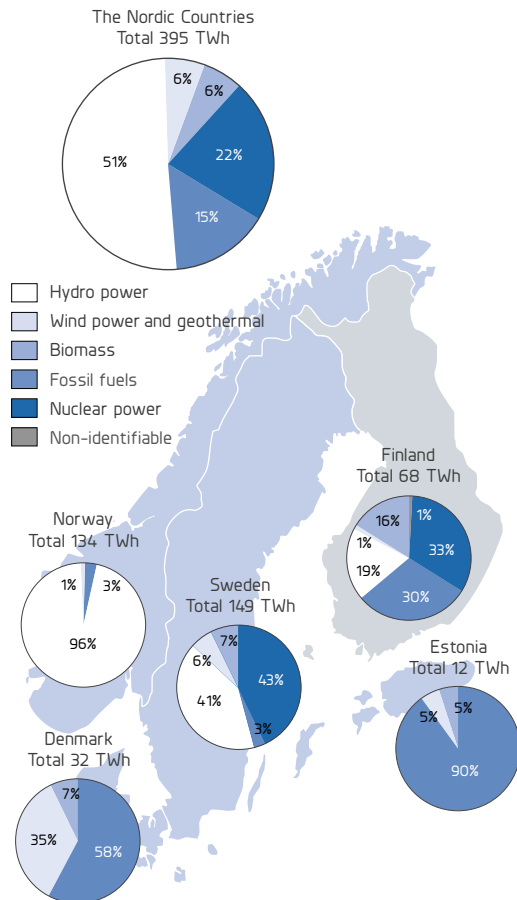 The Nordic Countries
Total 395 TWh
6%
6%
51%
22%
15%
Hydro power
Wind power and geothermal
Biomass
Fossil fuels
Nuclear power
Non-identifiable
Finland
Total 68 TWh
16%
1%
1%
33%
19%
30%
Norway
Total 134 TWh
1%
3%
96%
Sweden
Total 149 TWh
7%
6%
43%
41%
3%
Estonia
Total 12 TWh
5%
5%
90%
Denmark
Total 32 TWh
7%
35%
58%